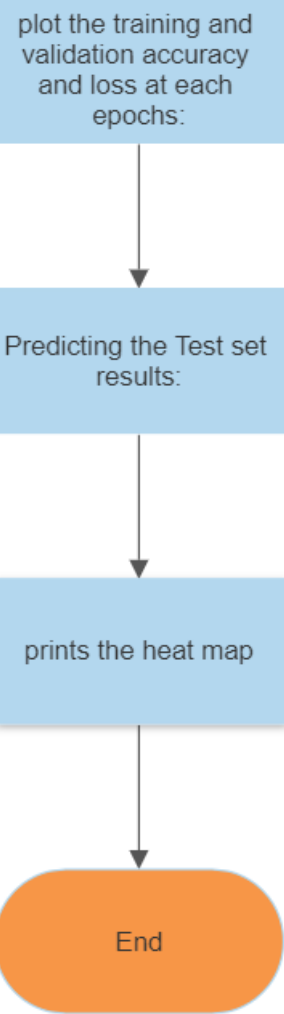 plot the training and
validation accuracy
and loss at each
epochs:
Predicting the Test set
results:
prints the heat map
End